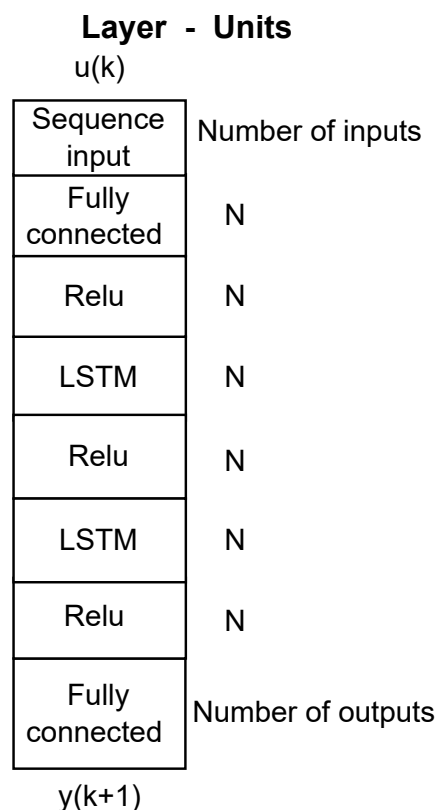 Layer - Units
u(k)
Sequence
input
Number of inputs
Fully
connected
N
Relu
N
LSTM
N
Relu
N
LSTM
N
Relu
N
Fully
connected
Number of outputs
y(k+1)